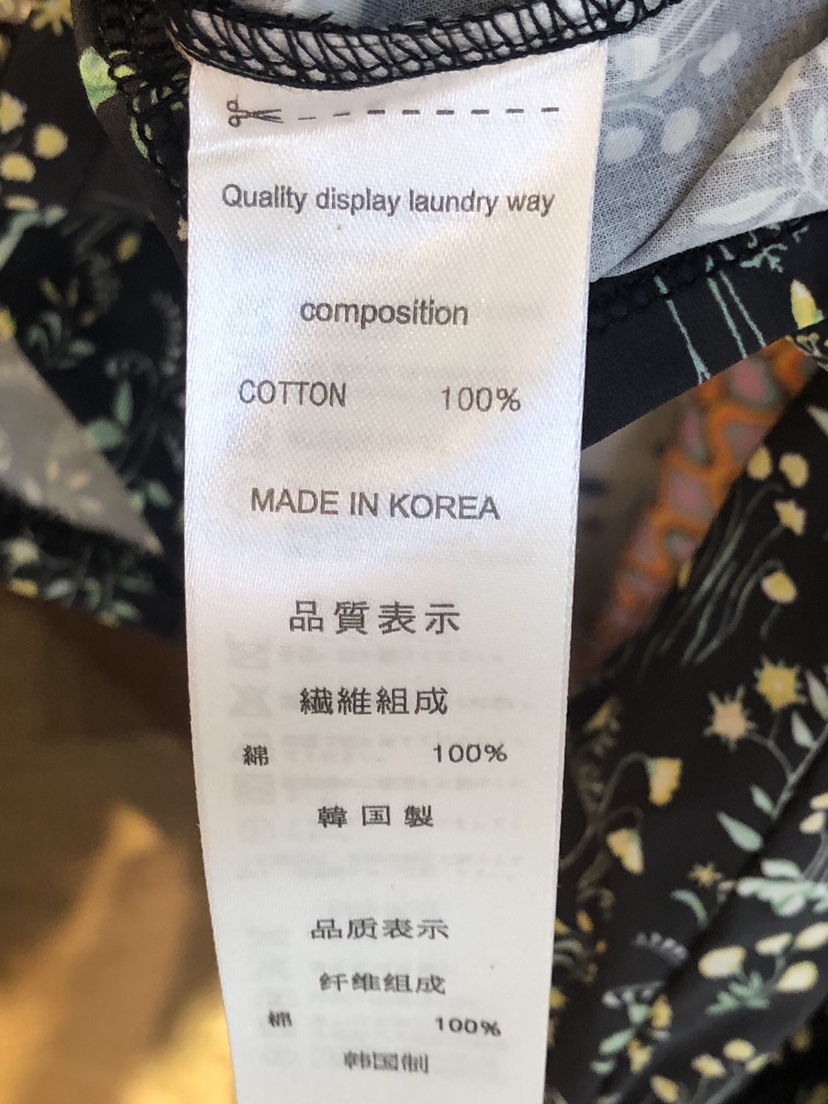 Quality display laundry way
composition
COTTON 100%
MADE IN KOREA
品質表示
繊維組成
綿 100%
韓国製
品质表示
纤维组成
綿 100%
韩国制